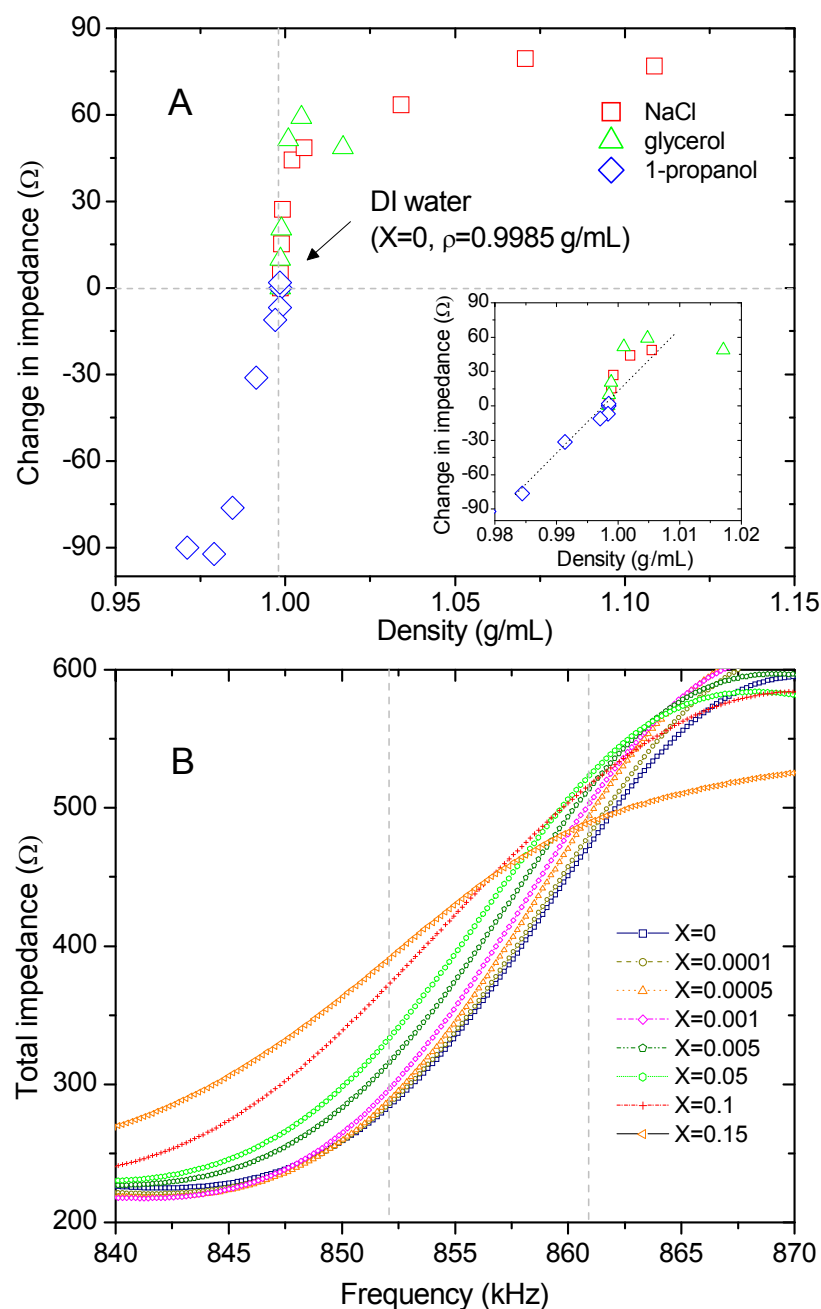 90
60
30
0
-30
-60
-90
Change in impedance (Ω)
A
NaCl
glycerol
1-propanol
DI water
(X=0, ρ=0.9985 g/mL)
90
60
30
0
-30
-60
-90
Change in impedance (Ω)
0.98 0.99 1.00 1.01 1.02
Density (g/mL)
0.95 1.00 1.05 1.10 1.15
Density (g/mL)
600
500
400
300
200
Total impedance (Ω)
B
X=0
X=0.0001
X=0.0005
X=0.001
X=0.005
X=0.05
X=0.1
X=0.15
840 845 850 855 860 865 870
Frequency (kHz)